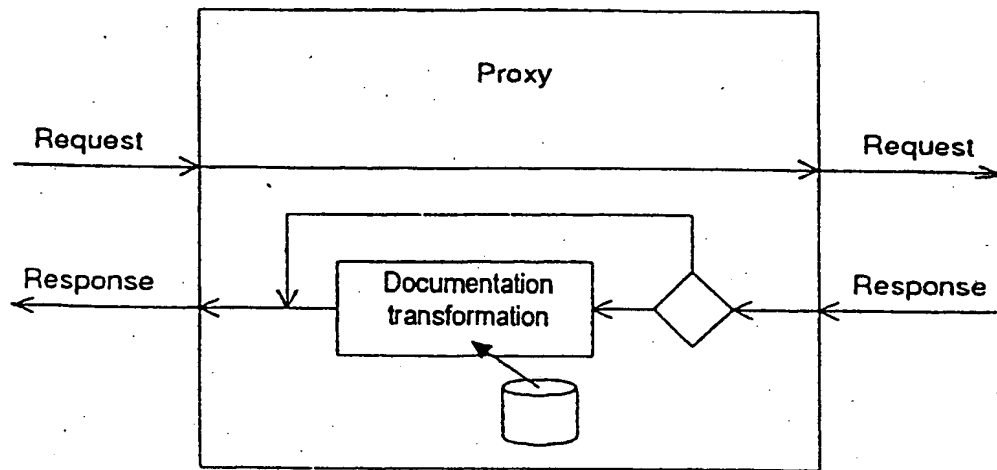 Proxy
Request
Request
Response
Documentation
transformation
Response